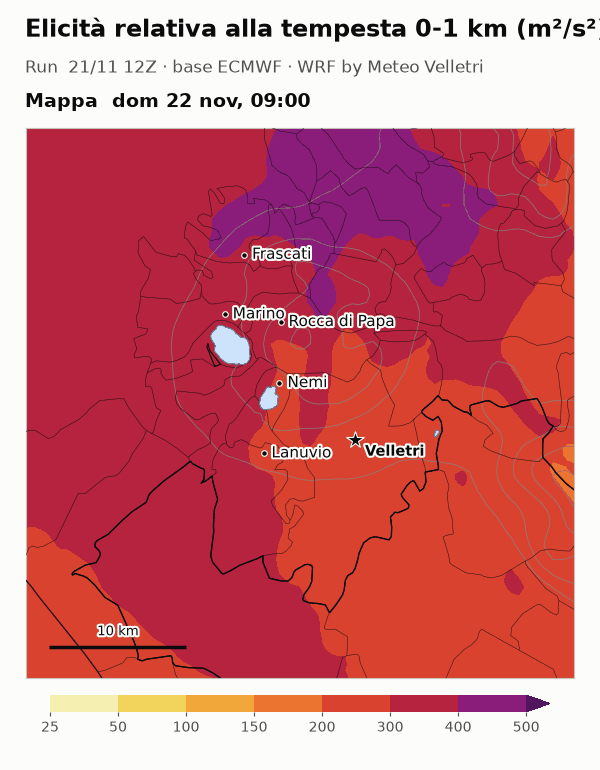 Elicità relativa alla tempesta 0-1 km (m²/s²)
Run 21/11 12Z · base ECMWF · WRF by Meteo Velletri
Mappa dom 22 nov, 09:00
Frascati
Marino
Rocca di Papa
Nemi
Velletri
Lanuvio
10 km
25 50 100 150 200 300 400 500